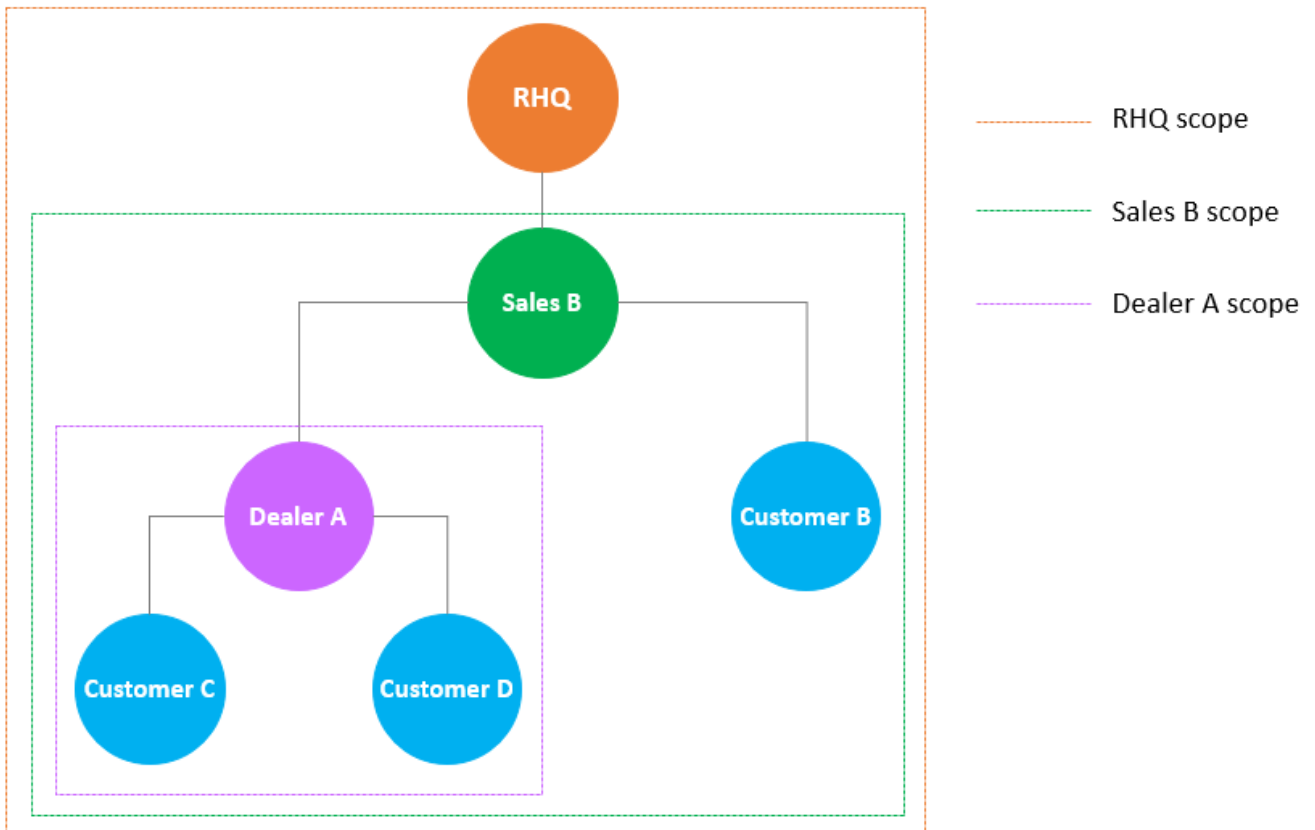 RHQ
RHQ scope
Sales B scope
Sales B
Dealer A scope
Dealer A
Customer B
Customer C
Customer D